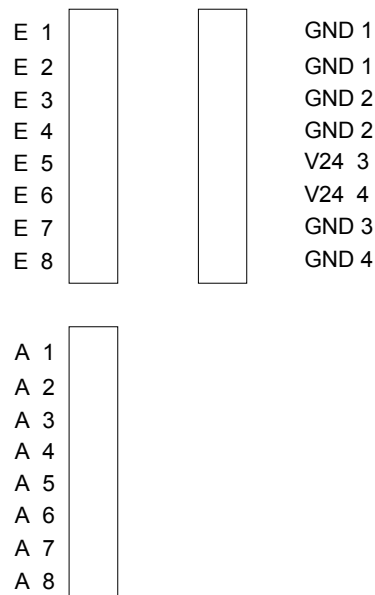 E 1 GND 1
E 2 GND 1
E 3 GND 2
E 4 GND 2
E 5 V24 3
E 6 V24 4
E 7 GND 3
E 8 GND 4
A 1
A 2
A 3
A 4
A 5
A 6
A 7
A 8